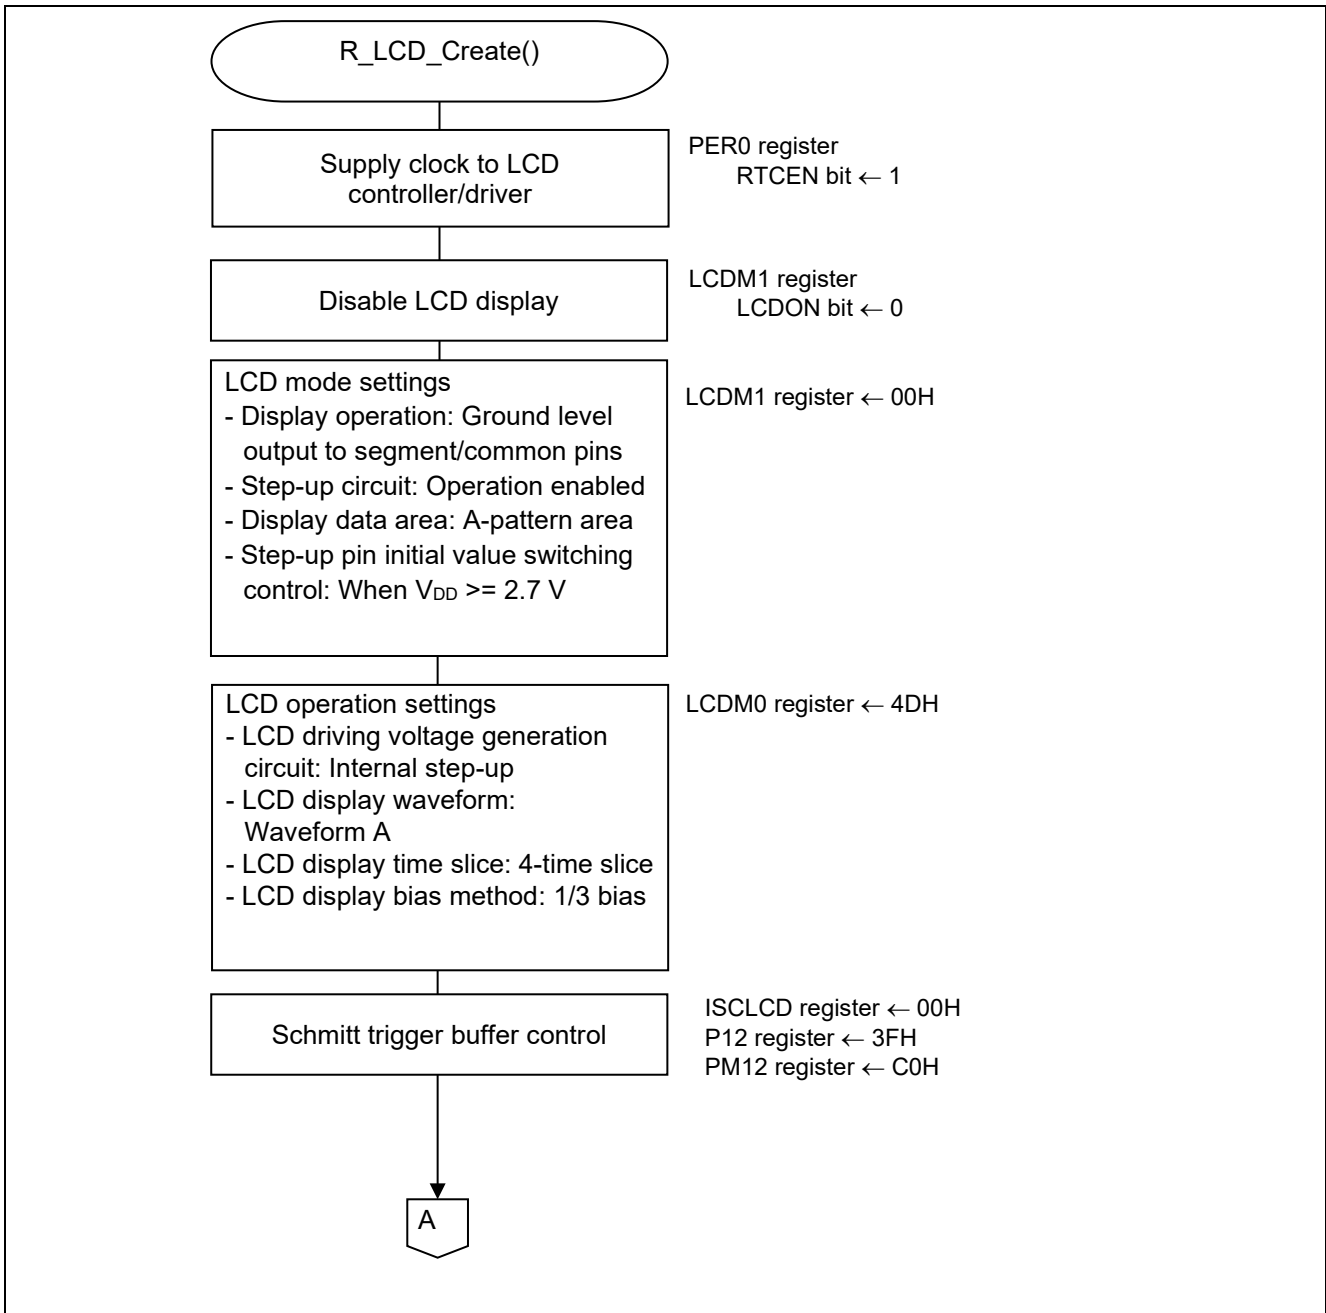 R_LCD_Create()
Supply clock to LCD
controller/driver
PER0 register
RTCEN bit ← 1
Disable LCD display
LCDM1 register
LCDON bit ← 0
LCD mode settings
- Display operation: Ground level
output to segment/common pins
- Step-up circuit: Operation enabled
- Display data area: A-pattern area
- Step-up pin initial value switching
control: When VDD >= 2.7 V
LCDM1 register ← 00H
LCD operation settings
- LCD driving voltage generation
circuit: Internal step-up
- LCD display waveform:
Waveform A
- LCD display time slice: 4-time slice
- LCD display bias method: 1/3 bias
LCDM0 register ← 4DH
Schmitt trigger buffer control
ISCLCD register ← 00H
P12 register ← 3FH
PM12 register ← C0H
A